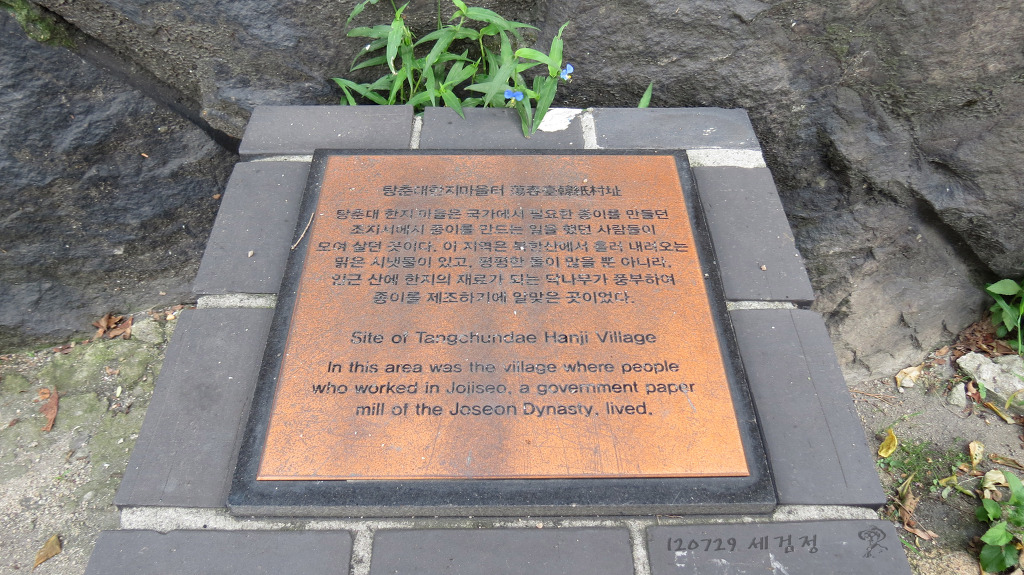 탕춘대한지마을터 蕩春臺韓紙村址
탕춘대 한지 마을은 국가에서 필요한 종이를 만들던
조지서에서 종이를 만드는 일을 했던 사람들이
모여 살던 곳이다. 이 지역은 북한산에서 흘러 내려오는
맑은 시냇물이 있고, 평평한 돌이 많을 뿐 아니라,
인근 산에 한지의 재료가 되는 닥나무가 풍부하여
종이를 제조하기에 알맞은 곳이었다.
Site of Tangchundae Hanji Village
In this area was the village where people
who worked in Jojiseo, a government paper
mill of the Joseon Dynasty, lived.
120729 세검정